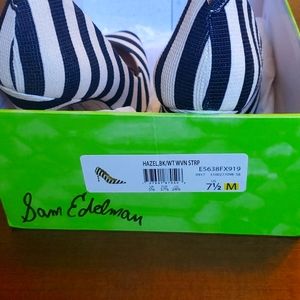 HAZEL,BK/WT WVN STRP
E5638FX919
7½ M
Sam Edelman